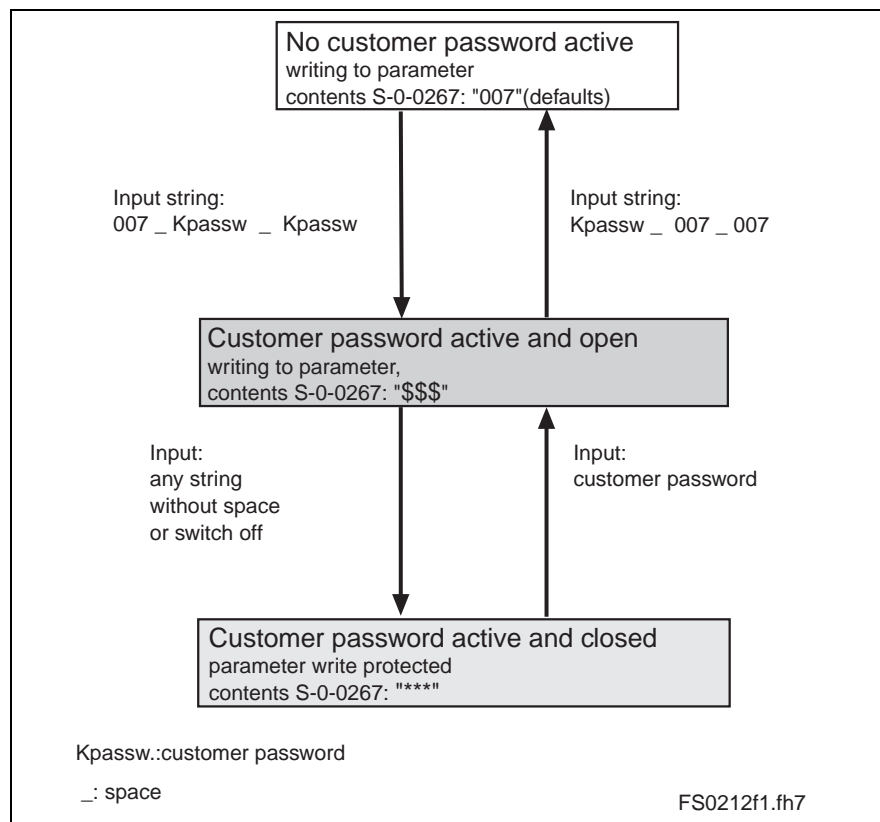 No customer password active
writing to parameter
contents S-0-0267: "007"(defaults)
Input string:
007 _ Kpassw _ Kpassw
Input string:
Kpassw _ 007 _ 007
Customer password active and open
writing to parameter,
contents S-0-0267: "$$$"
Input:
any string
without space
or switch off
Input:
customer password
Customer password active and closed
parameter write protected
contents S-0-0267: "***"
Kpassw.:customer password
_: space
FS0212f1.fh7